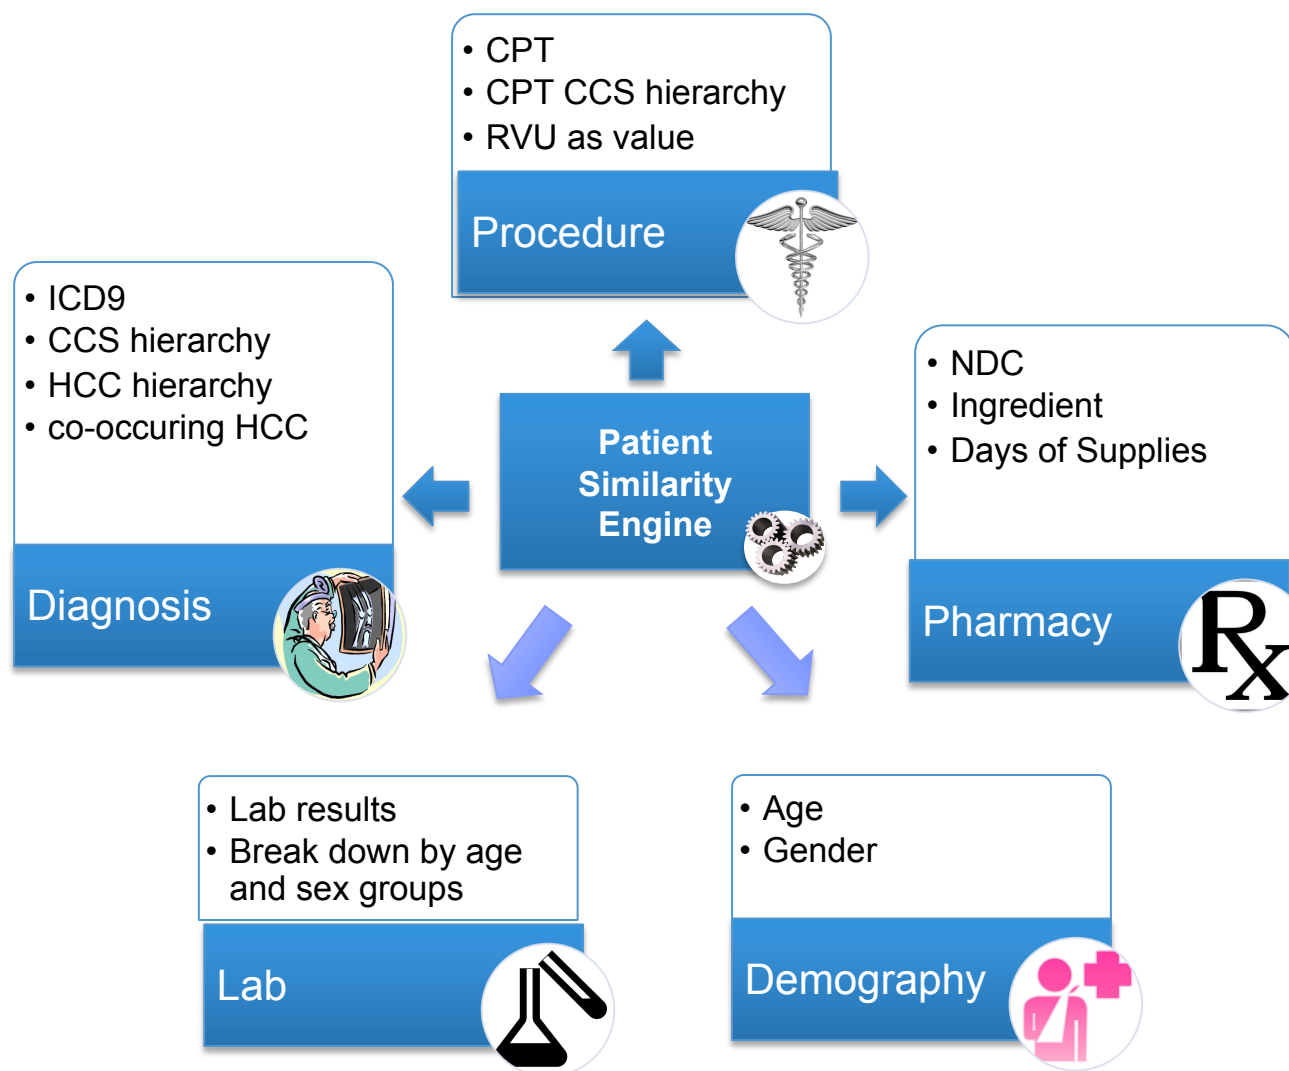 • CPT
• CPT CCS hierarchy
• RVU as value
Procedure
• ICD9
• CCS hierarchy
• HCC hierarchy
• co-occuring HCC
Diagnosis
Patient
Similarity
Engine
• NDC
• Ingredient
• Days of Supplies
Pharmacy
Rx
• Lab results
• Break down by age
and sex groups
Lab
• Age
• Gender
Demography